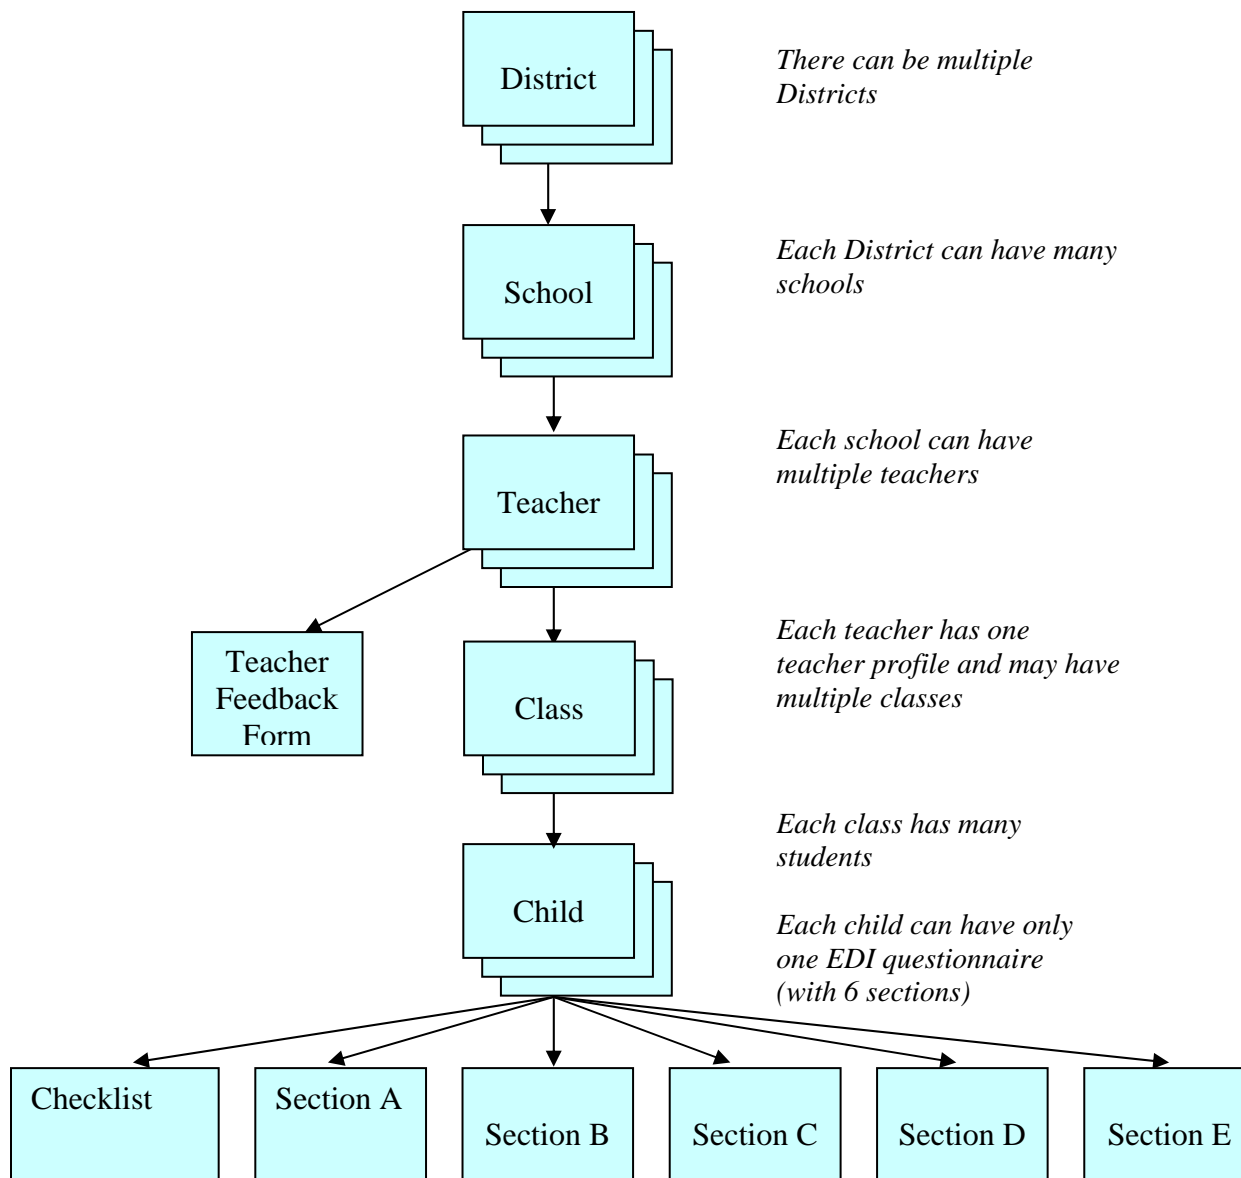 District
There can be multiple
Districts
School
Each District can have many
schools
Teacher
Each school can have
multiple teachers
Teacher
Feedback
Form
Class
Each teacher has one
teacher profile and may have
multiple classes
Child
Each class has many
students
Each child can have only
one EDI questionnaire
(with 6 sections)
Checklist
Section A
Section B
Section C
Section D
Section E